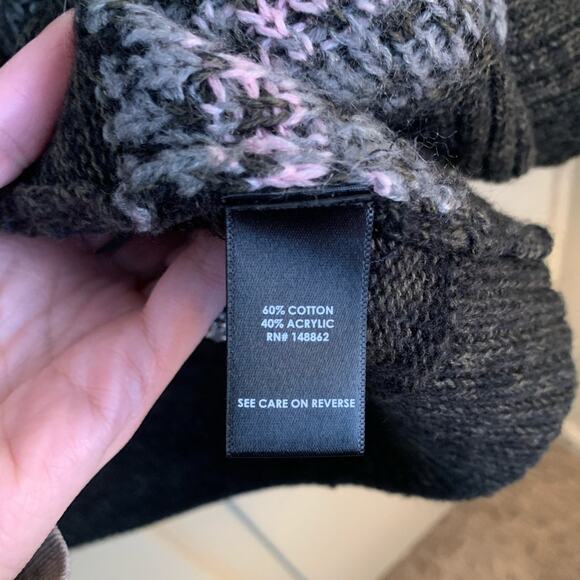 60% COTTON
40% ACRYLIC
RN# 148862
SEE CARE ON REVERSE